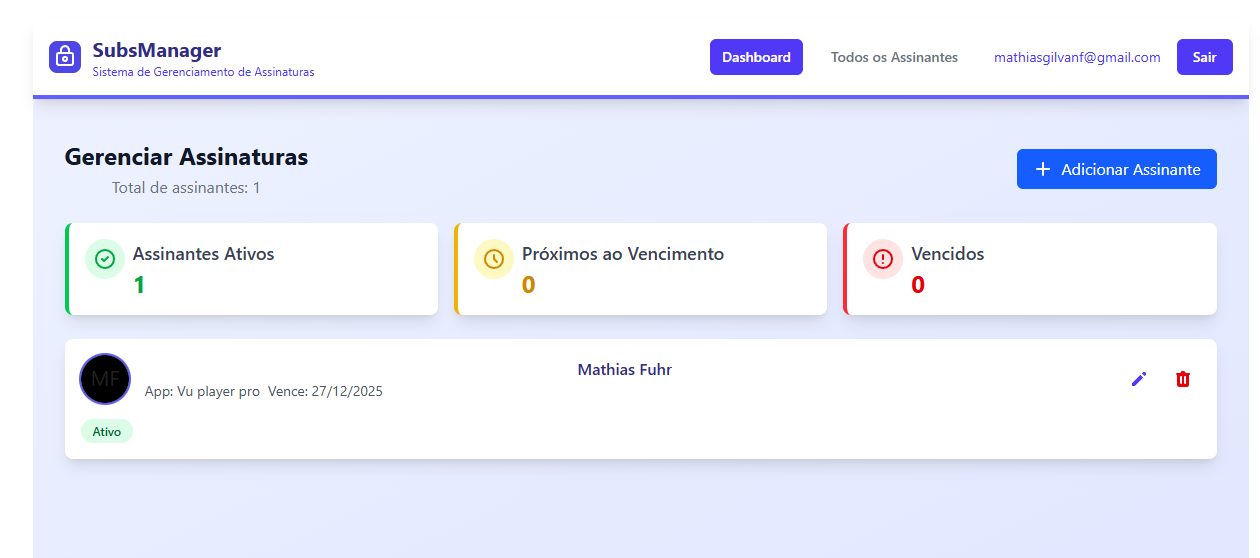 SubsManager
Sistema de Gerenciamento de Assinaturas
Dashboard
Todos os Assinantes
mathiasgilvanf@gmail.com
Sair
Gerenciar Assinaturas
Total de assinantes: 1
Adicionar Assinante
Assinantes Ativos
1
Próximos ao Vencimento
0
Vencidos
0
MF
Mathias Fuhr
App: Vu player pro Vence: 27/12/2025
Ativo